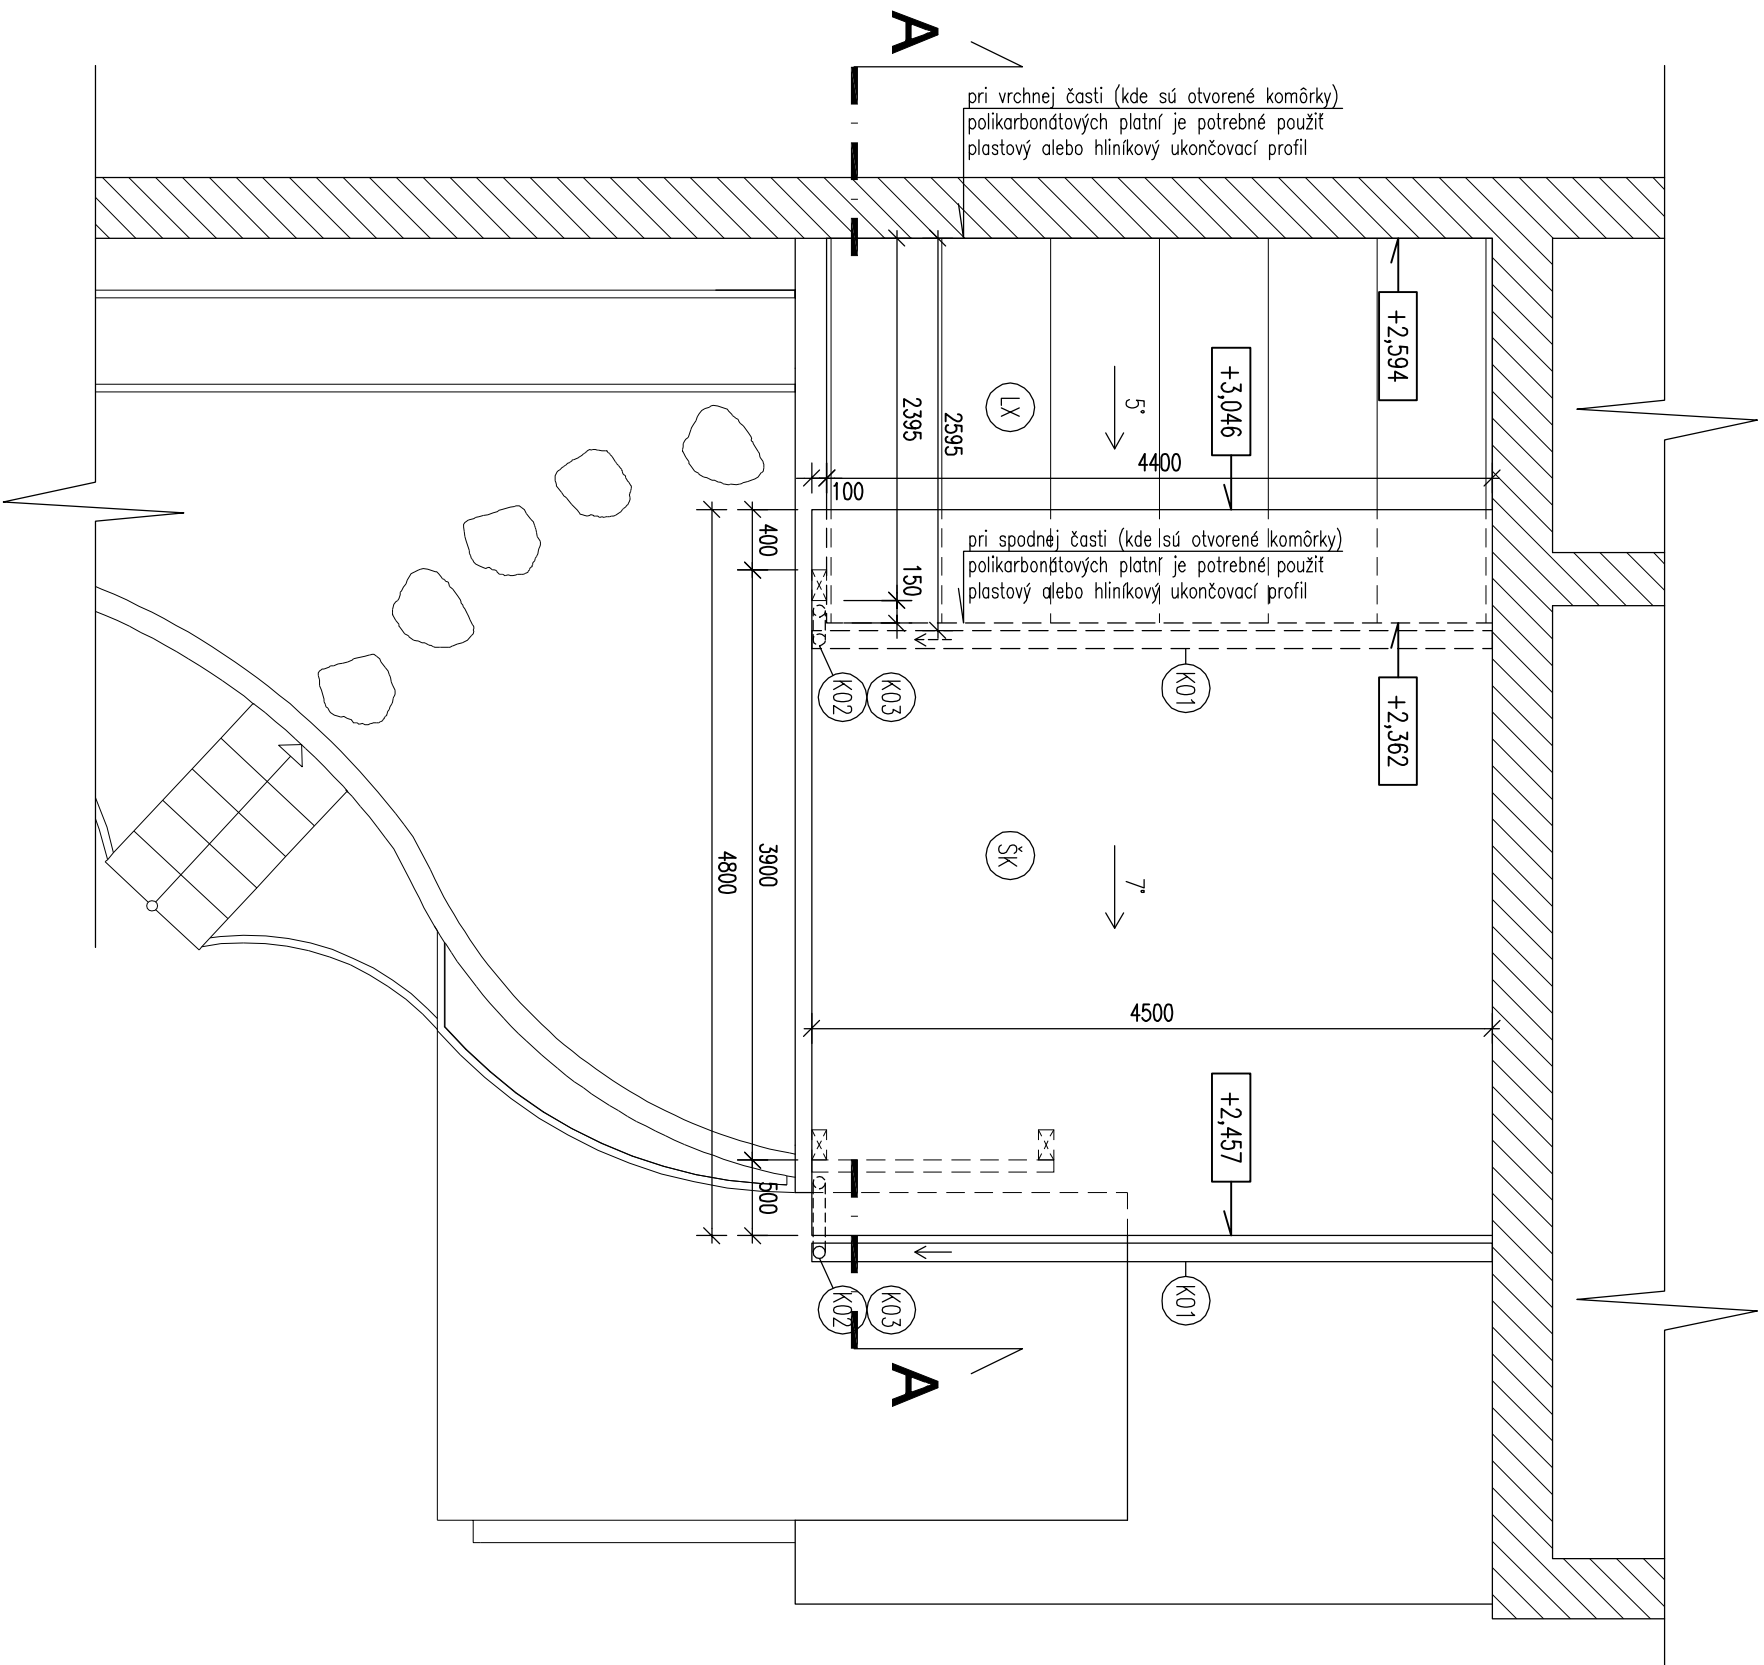 A
pri vrchnej časti (kde sú otvorené komôrky)
polikarbonátových platní je potrebné použiť
plastový alebo hliníkový ukončovací profil
+2,594
+3,046
5°
LX
2395
2595
4400
100
400
150
pri spodnej časti (kde sú otvorené komôrky)
polikarbonátových platní je potrebné použiť
plastový alebo hliníkový ukončovací profil
K02
K03
K01
+2,362
3900
4800
ŠK
7°
4500
+2,457
500
K02
K03
K01
A